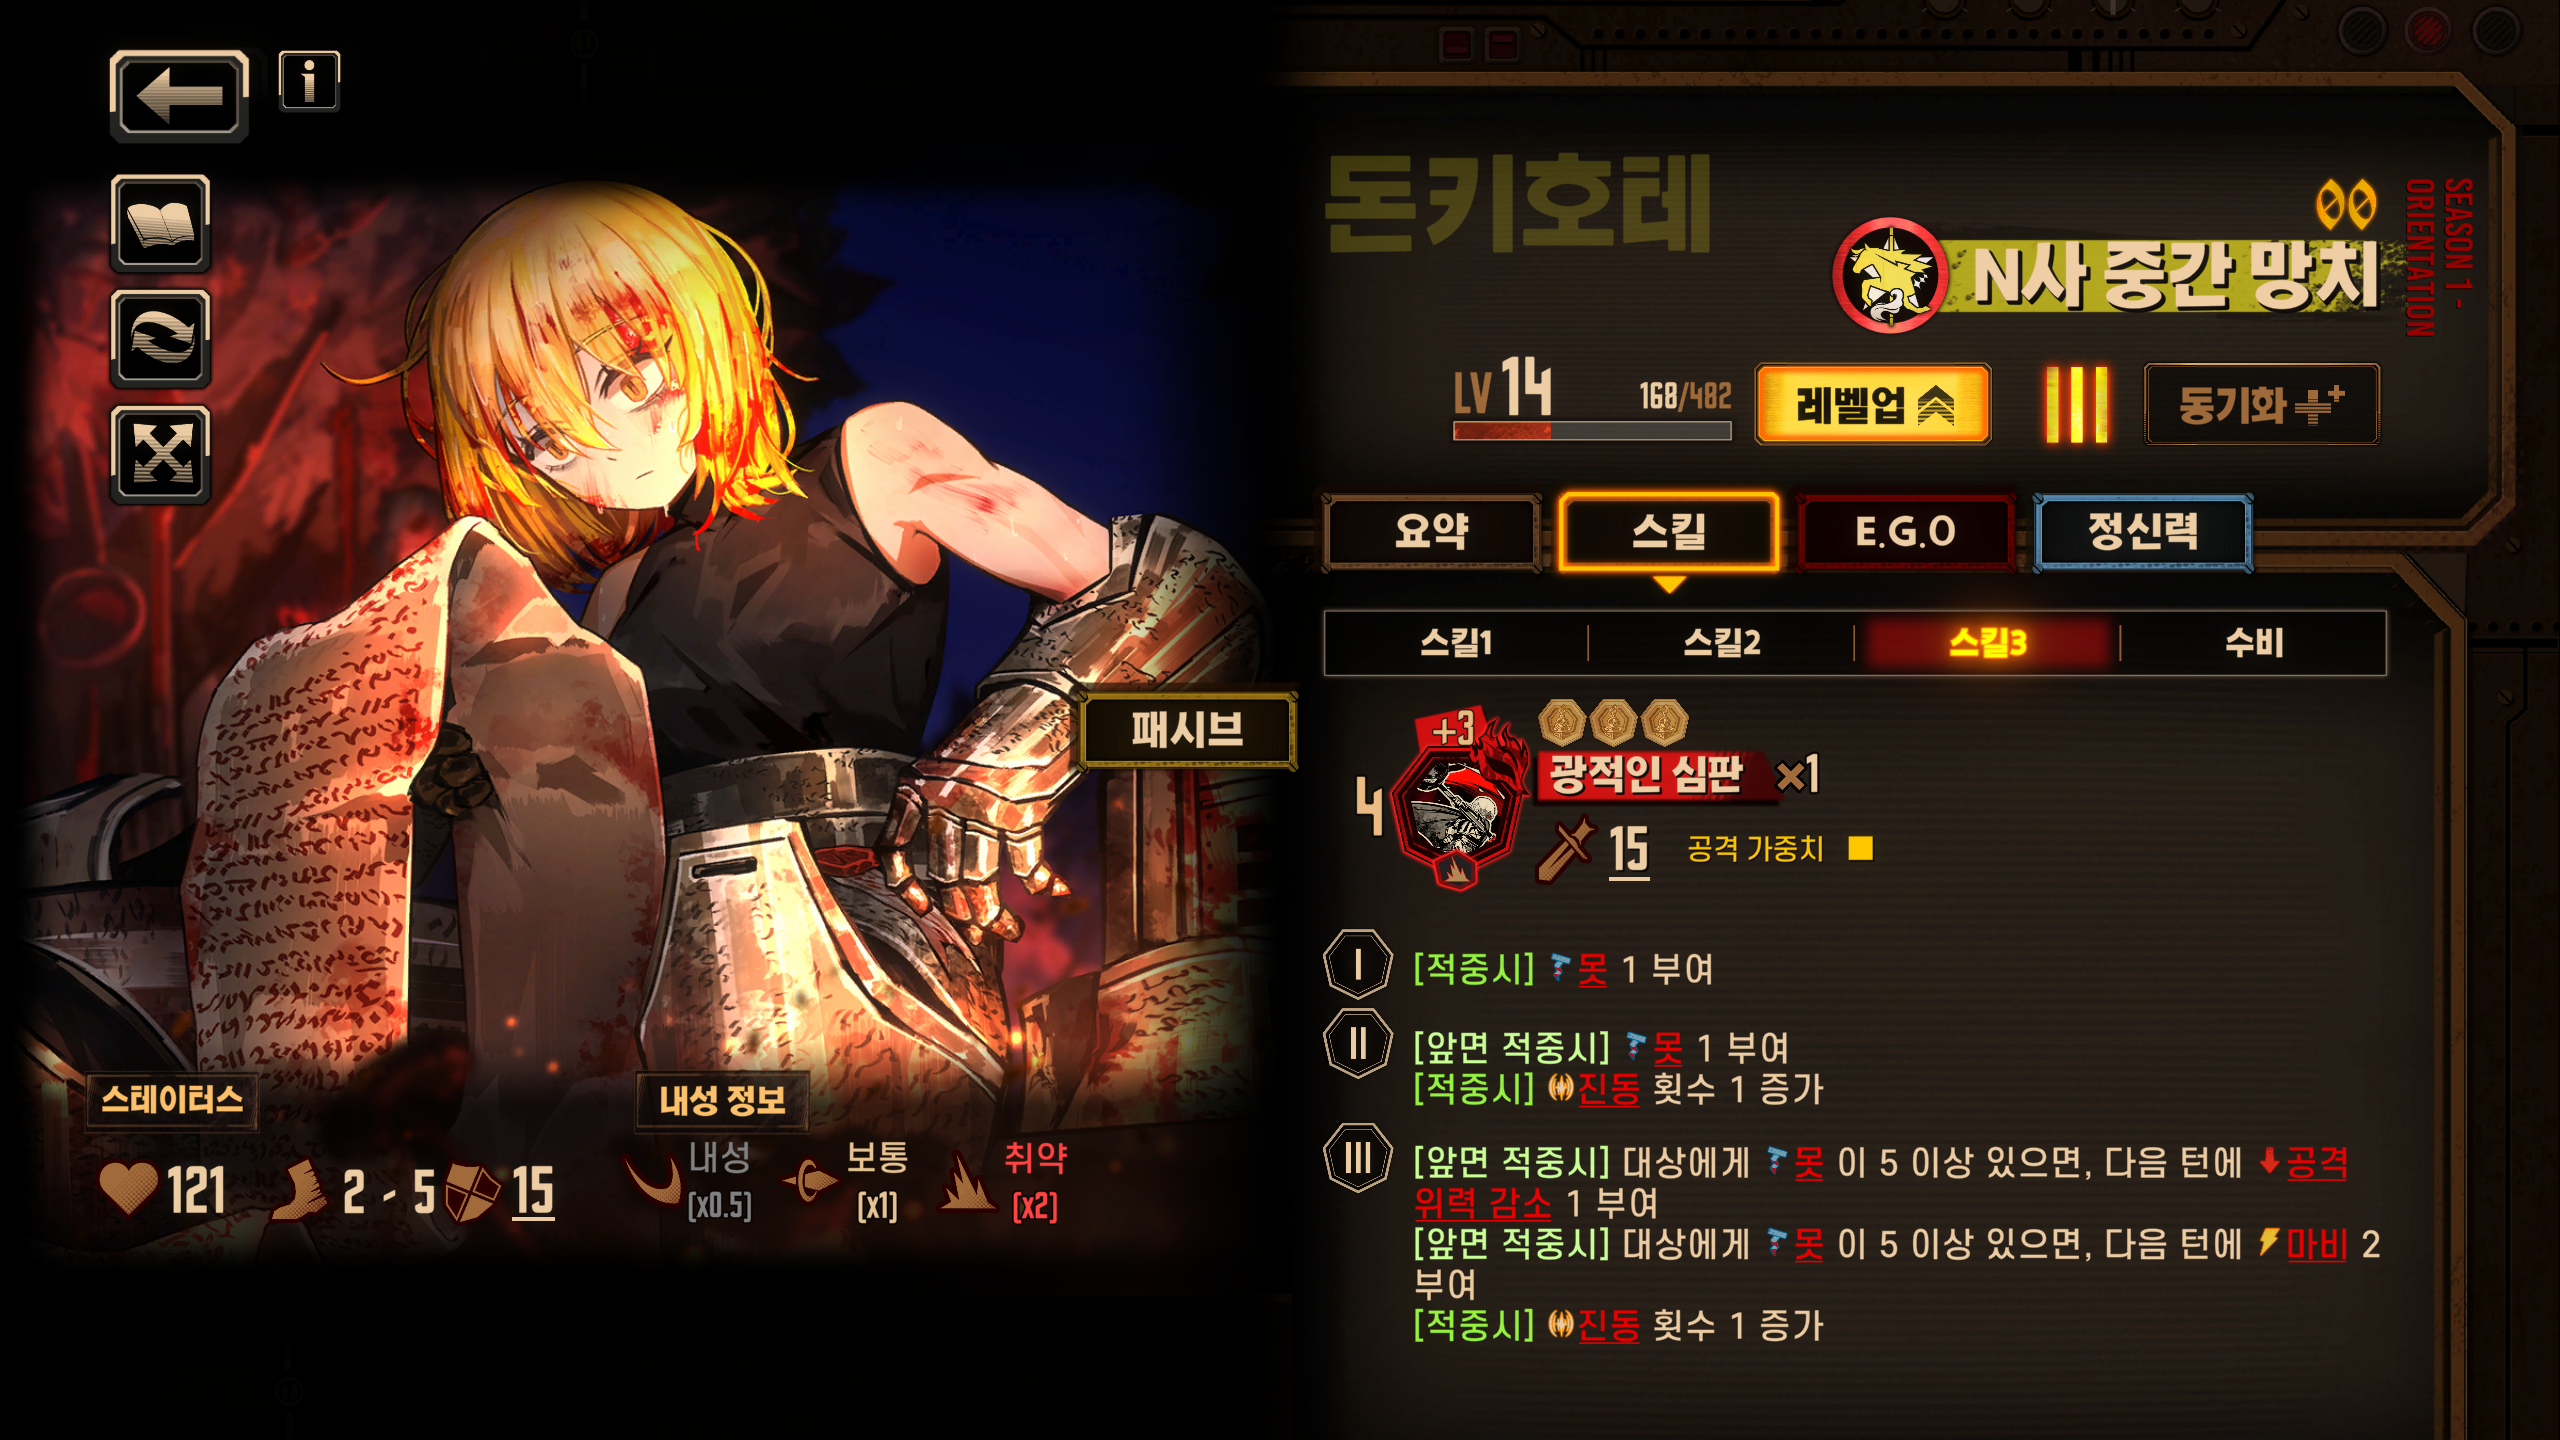 돈키호테
SEASON 1 -
ORIENTATION
N사 중간 망치
LV 14
168/482
레벨업
동기화
요약
스킬
E.G.O
정신력
스킬1
스킬2
스킬3
수비
패시브
+3
4
광적인 심판 ×1
15
공격 가중치
I
[적중시] 못 1 부여
II
[앞면 적중시] 못 1 부여
[적중시] 진동 횟수 1 증가
III
[앞면 적중시] 대상에게 못 이 5 이상 있으면, 다음 턴에 공격
위력 감소 1 부여
[앞면 적중시] 대상에게 못 이 5 이상 있으면, 다음 턴에 마비 2
부여
[적중시] 진동 횟수 1 증가
스테이터스
121
2 - 5
15
내성 정보
내성
[x0.5]
보통
[x1]
취약
[x2]